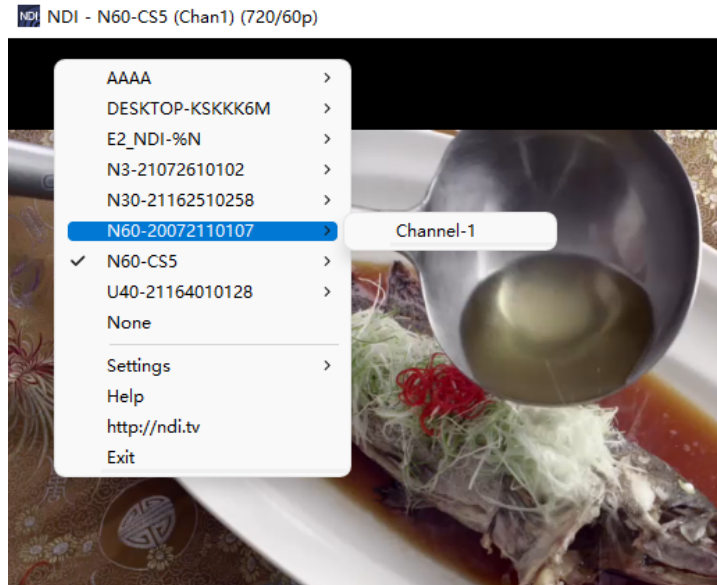 NDI NDI - N60-CS5 (Chan1) (720/60p)
AAAA
DESKTOP-KSKKK6M
E2_NDI-%N
N3-21072610102
N30-21162510258
N60-20072110107
Channel-1
N60-CS5
U40-21164010128
None
Settings
Help
http://ndi.tv
Exit